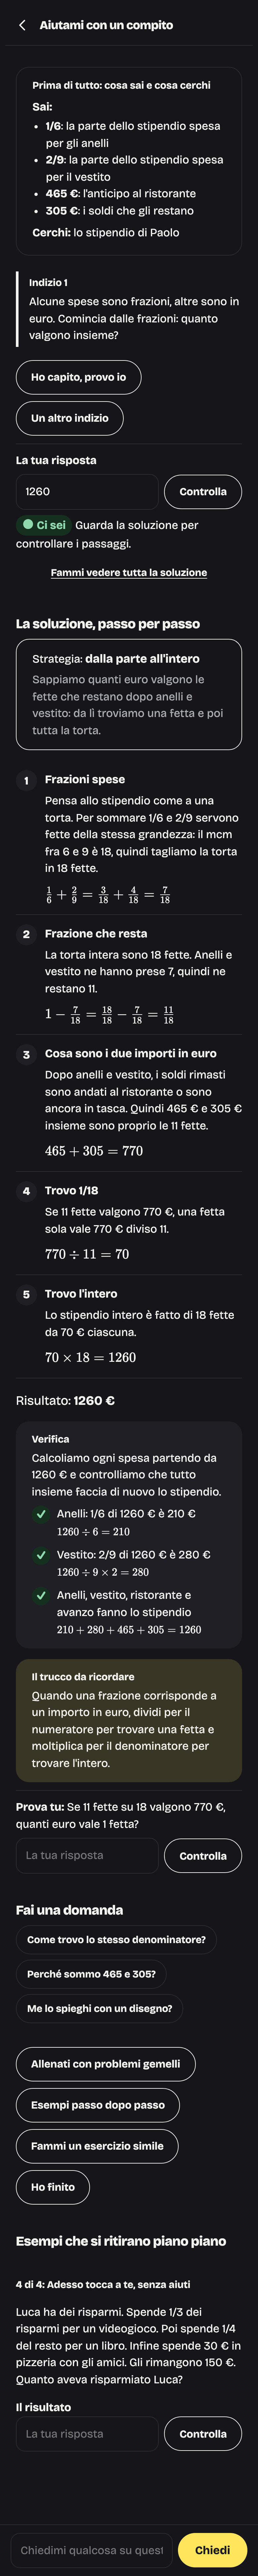 Aiutami con un compito
Prima di tutto: cosa sai e cosa cerchi
Sai:
• 1/6: la parte dello stipendio spesa
per gli anelli
• 2/9: la parte dello stipendio spesa
per il vestito
• 465 €: l'anticipo al ristorante
• 305 €: i soldi che gli restano
Cerchi: lo stipendio di Paolo
Indizio 1
Alcune spese sono frazioni, altre sono in
euro. Comincia dalle frazioni: quanto
valgono insieme?
Ho capito, provo io
Un altro indizio
La tua risposta
1260
Controlla
Ci sei Guarda la soluzione per
controllare i passaggi.
Fammi vedere tutta la soluzione
La soluzione, passo per passo
Strategia: dalla parte all'intero
Sappiamo quanti euro valgono le
fette che restano dopo anelli e
vestito: da lì troviamo una fetta e poi
tutta la torta.
1 Frazioni spese
Pensa allo stipendio come a una
torta. Per sommare 1/6 e 2/9 servono
fette della stessa grandezza: il mcm
fra 6 e 9 è 18, quindi tagliamo la torta
in 18 fette.
1/6 + 2/9 = 3/18 + 4/18 = 7/18
2 Frazione che resta
La torta intera sono 18 fette. Anelli e
vestito ne hanno prese 7, quindi ne
restano 11.
1 − 7/18 = 18/18 − 7/18 = 11/18
3 Cosa sono i due importi in euro
Dopo anelli e vestito, i soldi rimasti
sono andati al ristorante o sono
ancora in tasca. Quindi 465 € e 305 €
insieme sono proprio le 11 fette.
465 + 305 = 770
4 Trovo 1/18
Se 11 fette valgono 770 €, una fetta
sola vale 770 € diviso 11.
770 ÷ 11 = 70
5 Trovo l'intero
Lo stipendio intero è fatto di 18 fette
da 70 € ciascuna.
70 × 18 = 1260
Risultato: 1260 €
Verifica
Calcoliamo ogni spesa partendo da
1260 € e controlliamo che tutto
insieme faccia di nuovo lo stipendio.
Anelli: 1/6 di 1260 € è 210 €
1260 ÷ 6 = 210
Vestito: 2/9 di 1260 € è 280 €
1260 ÷ 9 × 2 = 280
Anelli, vestito, ristorante e
avanzo fanno lo stipendio
210 + 280 + 465 + 305 = 1260
Il trucco da ricordare
Quando una frazione corrisponde a
un importo in euro, dividi per il
numeratore per trovare una fetta e
moltiplica per il denominatore per
trovare l'intero.
Prova tu: Se 11 fette su 18 valgono 770 €,
quanti euro vale 1 fetta?
La tua risposta
Controlla
Fai una domanda
Come trovo lo stesso denominatore?
Perché sommo 465 e 305?
Me lo spieghi con un disegno?
Allenati con problemi gemelli
Esempi passo dopo passo
Fammi un esercizio simile
Ho finito
Esempi che si ritirano piano piano
4 di 4: Adesso tocca a te, senza aiuti
Luca ha dei risparmi. Spende 1/3 dei
risparmi per un videogioco. Poi spende 1/4
del resto per un libro. Infine spende 30 € in
pizzeria con gli amici. Gli rimangono 150 €.
Quanto aveva risparmiato Luca?
Il risultato
La tua risposta
Controlla
Chiedimi qualcosa su quest
Chiedi